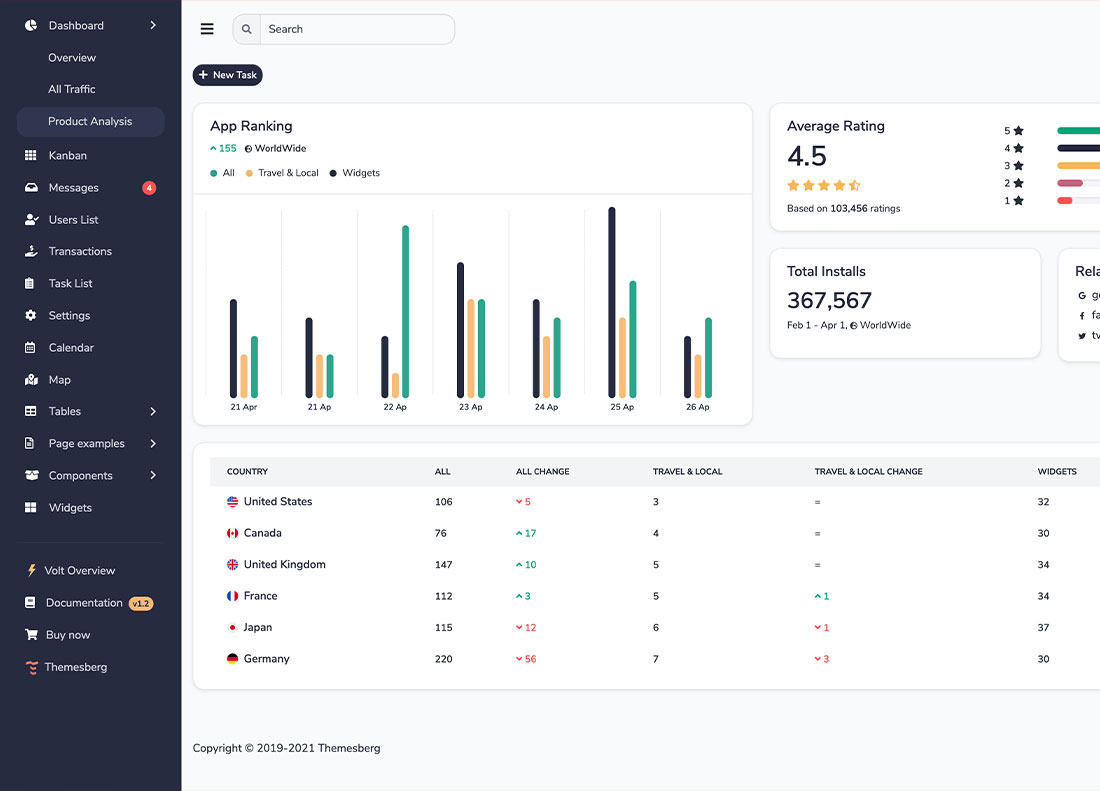 Dashboard
Overview
All Traffic
Product Analysis
Kanban
Messages 4
Users List
Transactions
Task List
Settings
Calendar
Map
Tables
Page examples
Components
Widgets
Volt Overview
Documentation v1.2
Buy now
Themesberg
Search
+ New Task
App Ranking
155 WorldWide
All Travel & Local Widgets
21 Apr 21 Ap 22 Ap 23 Ap 24 Ap 25 Ap 26 Ap
Average Rating
4.5
Based on 103,456 ratings
5
4
3
2
1
Total Installs
367,567
Feb 1 - Apr 1, WorldWide
Rela
G g
f fa
tv
COUNTRY ALL ALL CHANGE TRAVEL & LOCAL TRAVEL & LOCAL CHANGE WIDGETS
United States 106 5 3 = 32
Canada 76 17 4 = 30
United Kingdom 147 10 5 = 34
France 112 3 5 1 34
Japan 115 12 6 1 37
Germany 220 56 7 3 30
Copyright © 2019-2021 Themesberg